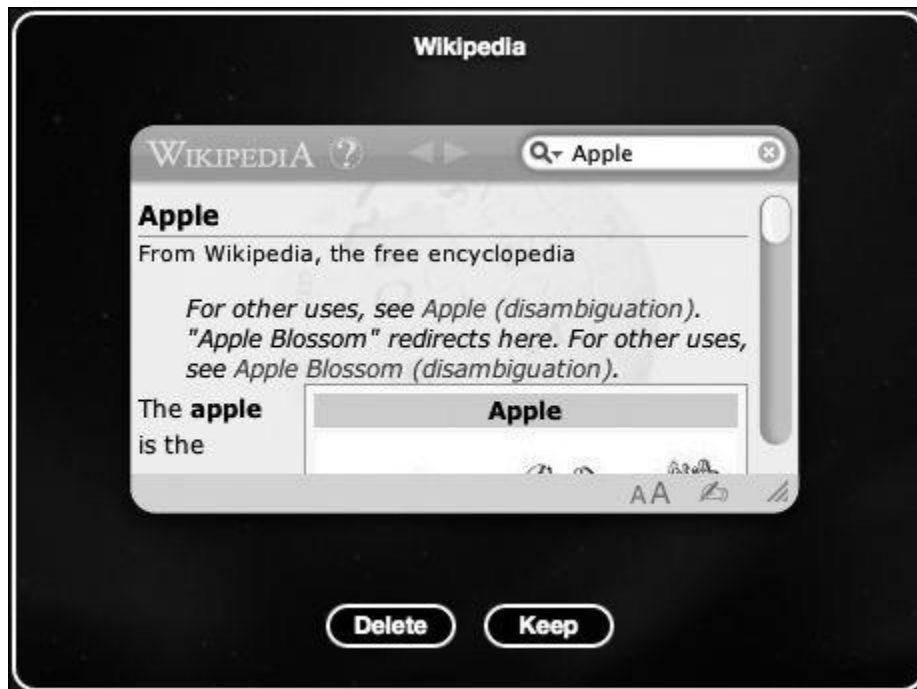 Wikipedia
WIKIPEDIA ? Apple
Apple
From Wikipedia, the free encyclopedia
For other uses, see Apple (disambiguation).
"Apple Blossom" redirects here. For other uses,
see Apple Blossom (disambiguation).
The apple
is the
Apple
AA
Delete Keep